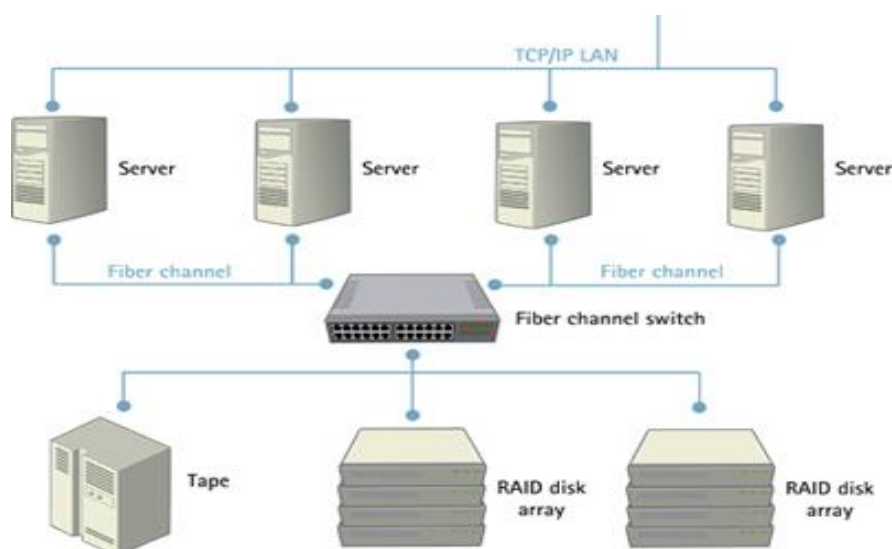 TCP/IP LAN
Server
Server
Server
Server
Fiber channel
Fiber channel
Fiber channel switch
Tape
RAID disk
array
RAID disk
array